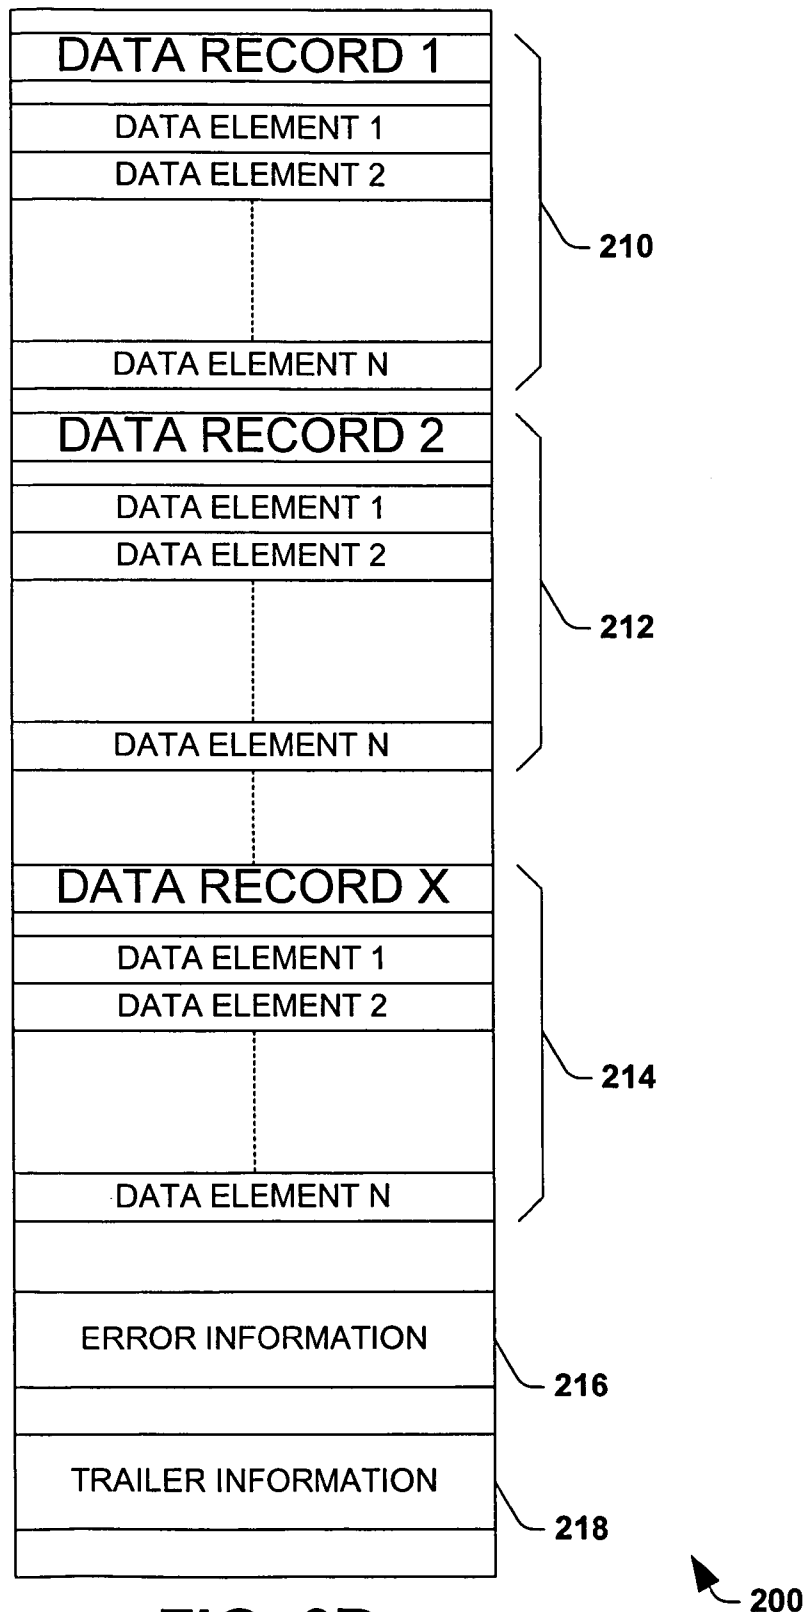 DATA RECORD 1
DATA ELEMENT 1
DATA ELEMENT 2
210
DATA ELEMENT N
DATA RECORD 2
DATA ELEMENT 1
DATA ELEMENT 2
212
DATA ELEMENT N
DATA RECORD X
DATA ELEMENT 1
DATA ELEMENT 2
214
DATA ELEMENT N
ERROR INFORMATION
216
TRAILER INFORMATION
218
200